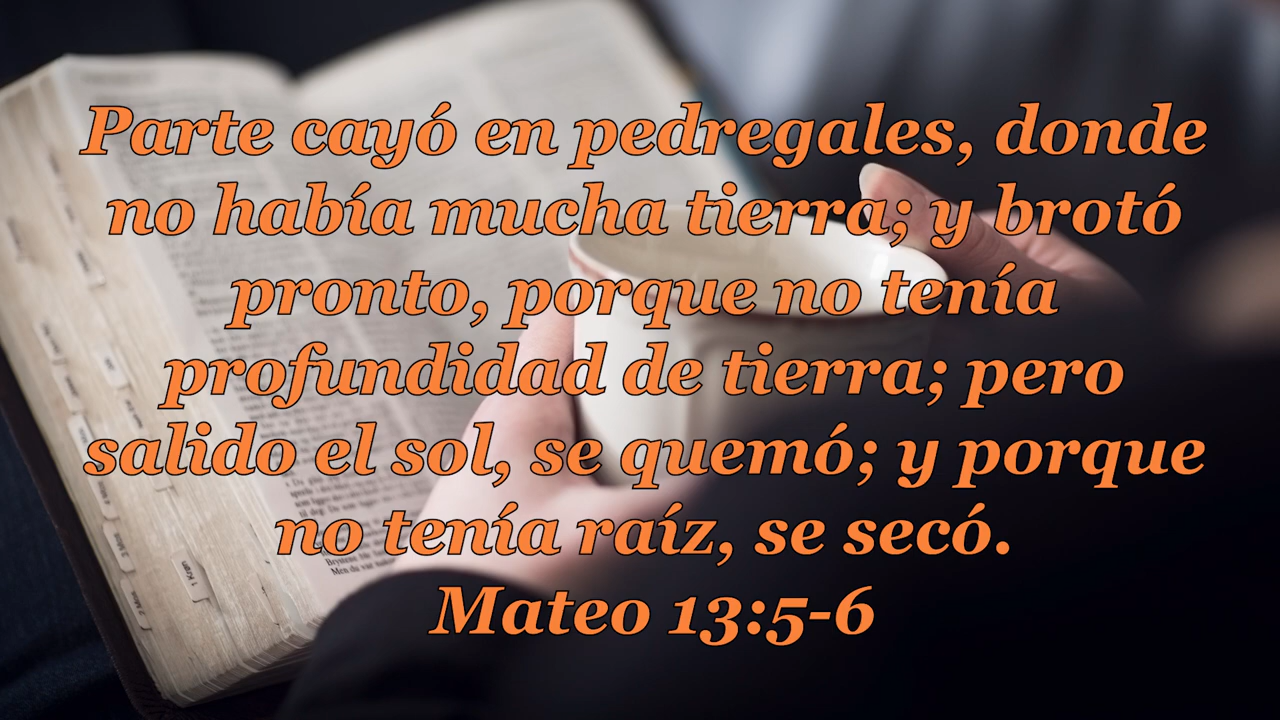 Parte cayó en pedregales, donde
no había mucha tierra; y brotó
pronto, porque no tenía
profundidad de tierra; pero
salido el sol, se quemó; y porque
no tenía raíz, se secó.
Mateo 13:5-6